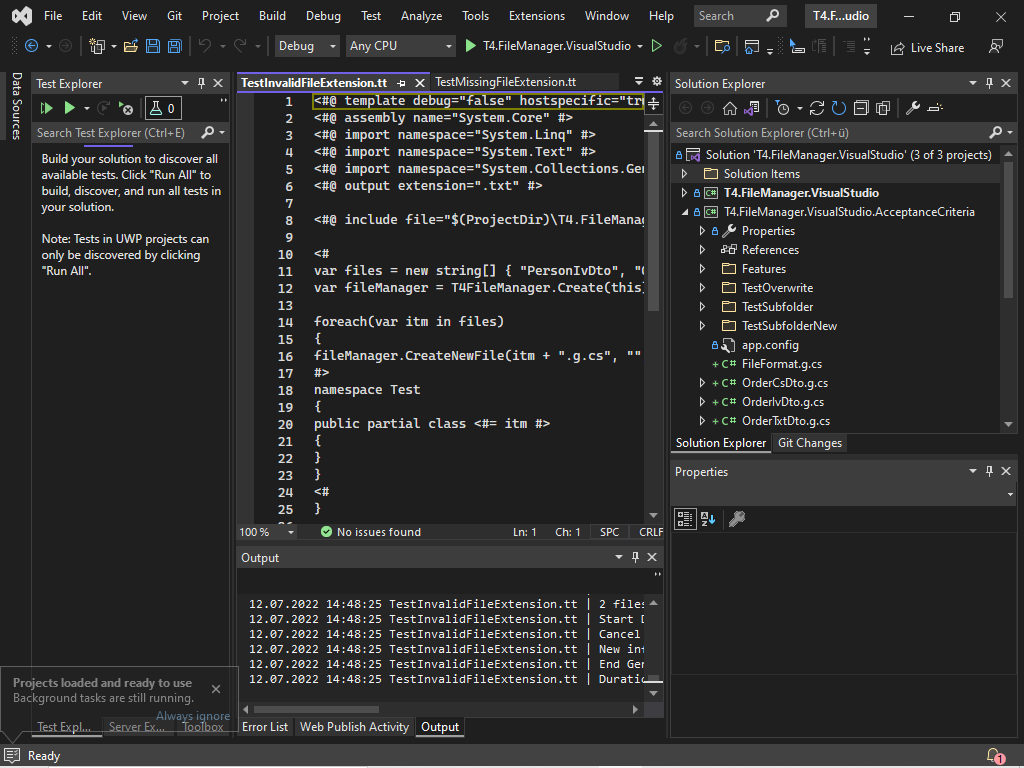 File Edit View Git Project Build Debug Test Analyze Tools Extensions Window Help Search T4.F...udio
Debug Any CPU T4.FileManager.VisualStudio Live Share
Data Sources
Test Explorer
0
Search Test Explorer (Ctrl+E)
Build your solution to discover all
available tests. Click "Run All" to
build, discover, and run all tests in
your solution.
Note: Tests in UWP projects can
only be discovered by clicking
"Run All".
TestInvalidFileExtension.tt TestMissingFileExtension.tt
1 <#@ template debug="false" hostspecific="tr
2 <#@ assembly name="System.Core" #>
3 <#@ import namespace="System.Linq" #>
4 <#@ import namespace="System.Text" #>
5 <#@ import namespace="System.Collections.Ge
6 <#@ output extension=".txt" #>
7
8 <#@ include file="$(ProjectDir)\T4.FileMana
9
10 <#
11 var files = new string[] { "PersonIvDto", "
12 var fileManager = T4FileManager.Create(this
13
14 foreach(var itm in files)
15 {
16 fileManager.CreateNewFile(itm + ".g.cs", ""
17 #>
18 namespace Test
19 {
20 public partial class <#= itm #>
21 {
22 }
23 }
24 <#
25 }
100 % No issues found Ln: 1 Ch: 1 SPC CRLF
Output
12.07.2022 14:48:25 TestInvalidFileExtension.tt | 2 files
12.07.2022 14:48:25 TestInvalidFileExtension.tt | Start D
12.07.2022 14:48:25 TestInvalidFileExtension.tt | Cancel
12.07.2022 14:48:25 TestInvalidFileExtension.tt | New in
12.07.2022 14:48:25 TestInvalidFileExtension.tt | End Ge
12.07.2022 14:48:25 TestInvalidFileExtension.tt | Duratio
Error List Web Publish Activity Output
Solution Explorer
Search Solution Explorer (Ctrl+ü)
Solution 'T4.FileManager.VisualStudio' (3 of 3 projects)
Solution Items
C# T4.FileManager.VisualStudio
C# T4.FileManager.VisualStudio.AcceptanceCriteria
Properties
References
Features
TestOverwrite
TestSubfolder
TestSubfolderNew
app.config
+ C# FileFormat.g.cs
+ C# OrderCsDto.g.cs
+ C# OrderIvDto.g.cs
+ C# OrderTxtDto.g.cs
Solution Explorer Git Changes
Properties
Projects loaded and ready to use
Background tasks are still running.
Always ignore
Test Expl... Server Ex... Toolbox
Ready 1